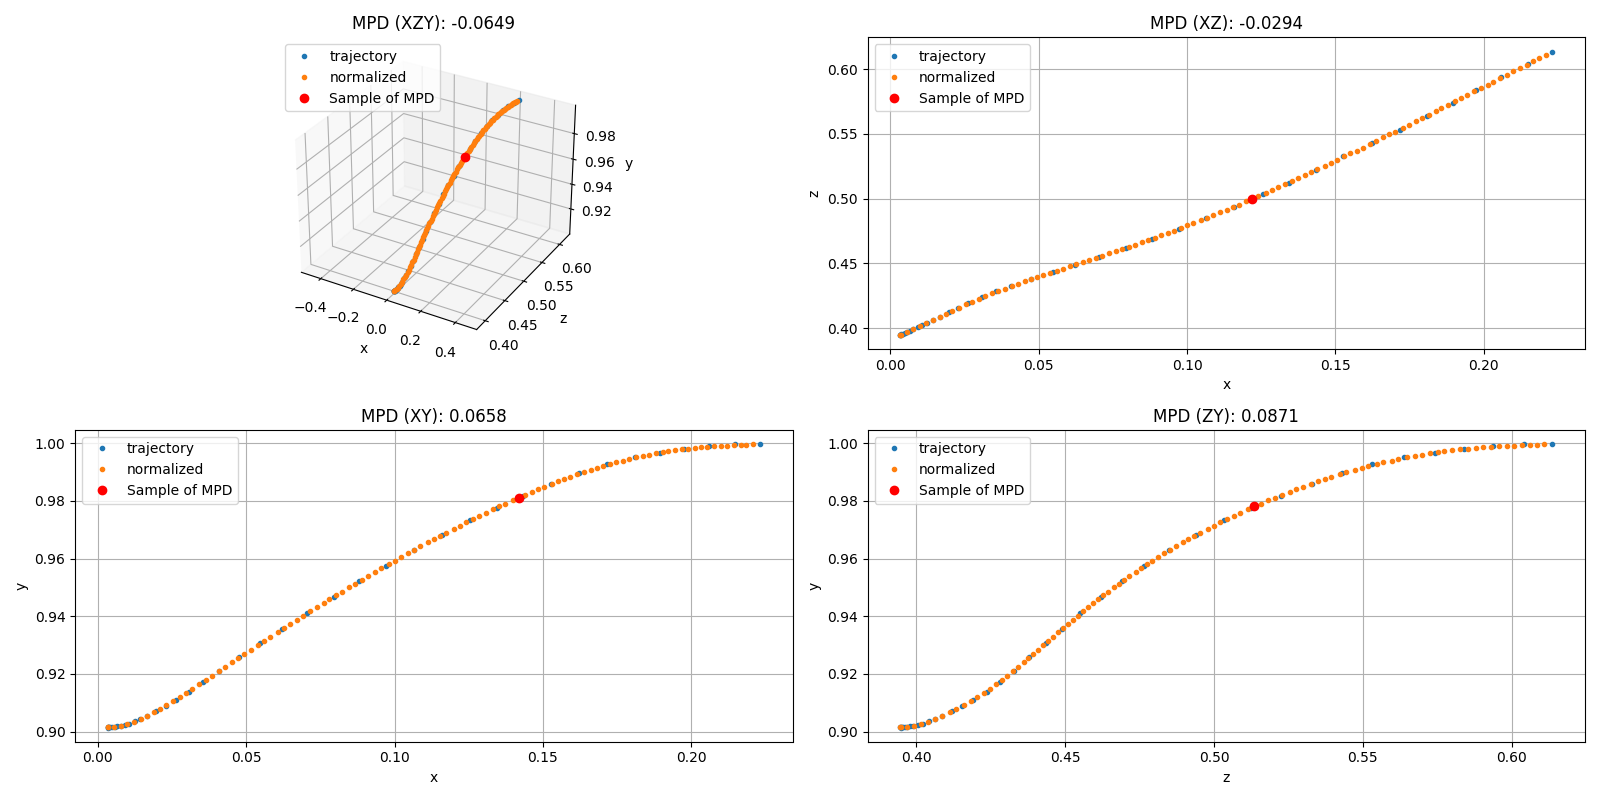 MPD (XZY): -0.0649
trajectory
normalized
Sample of MPD
0.98
0.96
0.94
0.92
y
−0.4
−0.2
0.0
0.2
0.4
x
0.40
0.45
0.50
0.55
0.60
z
MPD (XZ): -0.0294
trajectory
normalized
Sample of MPD
0.60
0.55
0.50
0.45
0.40
z
0.00 0.05 0.10 0.15 0.20
x
MPD (XY): 0.0658
trajectory
normalized
Sample of MPD
1.00
0.98
0.96
0.94
0.92
0.90
y
0.00 0.05 0.10 0.15 0.20
x
MPD (ZY): 0.0871
trajectory
normalized
Sample of MPD
1.00
0.98
0.96
0.94
0.92
0.90
y
0.40 0.45 0.50 0.55 0.60
z